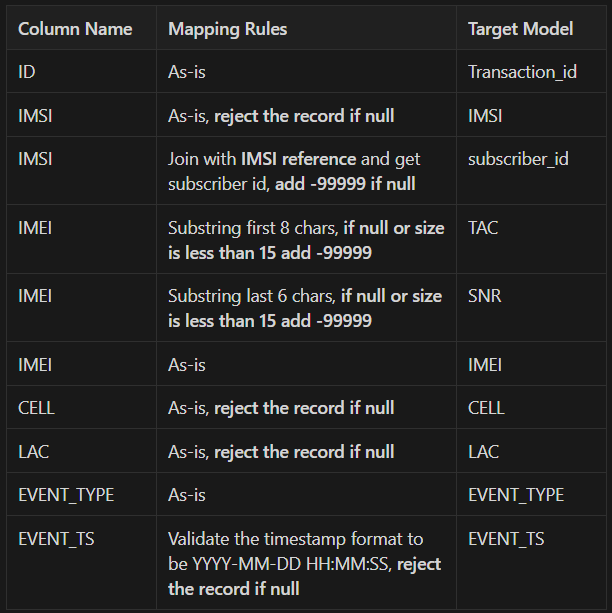 Column Name Mapping Rules Target Model
ID As-is Transaction_id
IMSI As-is, reject the record if null IMSI
IMSI Join with IMSI reference and get subscriber_id
subscriber id, add -99999 if null
IMEI Substring first 8 chars, if null or size TAC
is less than 15 add -99999
IMEI Substring last 6 chars, if null or size SNR
is less than 15 add -99999
IMEI As-is IMEI
CELL As-is, reject the record if null CELL
LAC As-is, reject the record if null LAC
EVENT_TYPE As-is EVENT_TYPE
EVENT_TS Validate the timestamp format to EVENT_TS
be YYYY-MM-DD HH:MM:SS, reject
the record if null